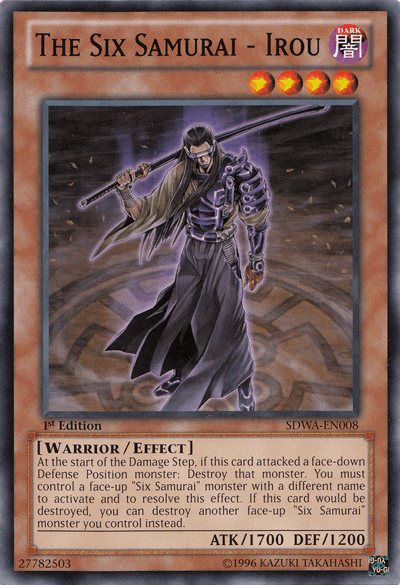 THE SIX SAMURAI - IROU
DARK
闇
1st Edition
SDWA-EN008
[WARRIOR / EFFECT]
At the start of the Damage Step, if this card attacked a face-down
Defense Position monster: Destroy that monster. You must
control a face-up "Six Samurai" monster with a different name
to activate and to resolve this effect. If this card would be
destroyed, you can destroy another face-up "Six Samurai"
monster you control instead.
ATK/1700 DEF/1200
27782503
©1996 KAZUKI TAKAHASHI